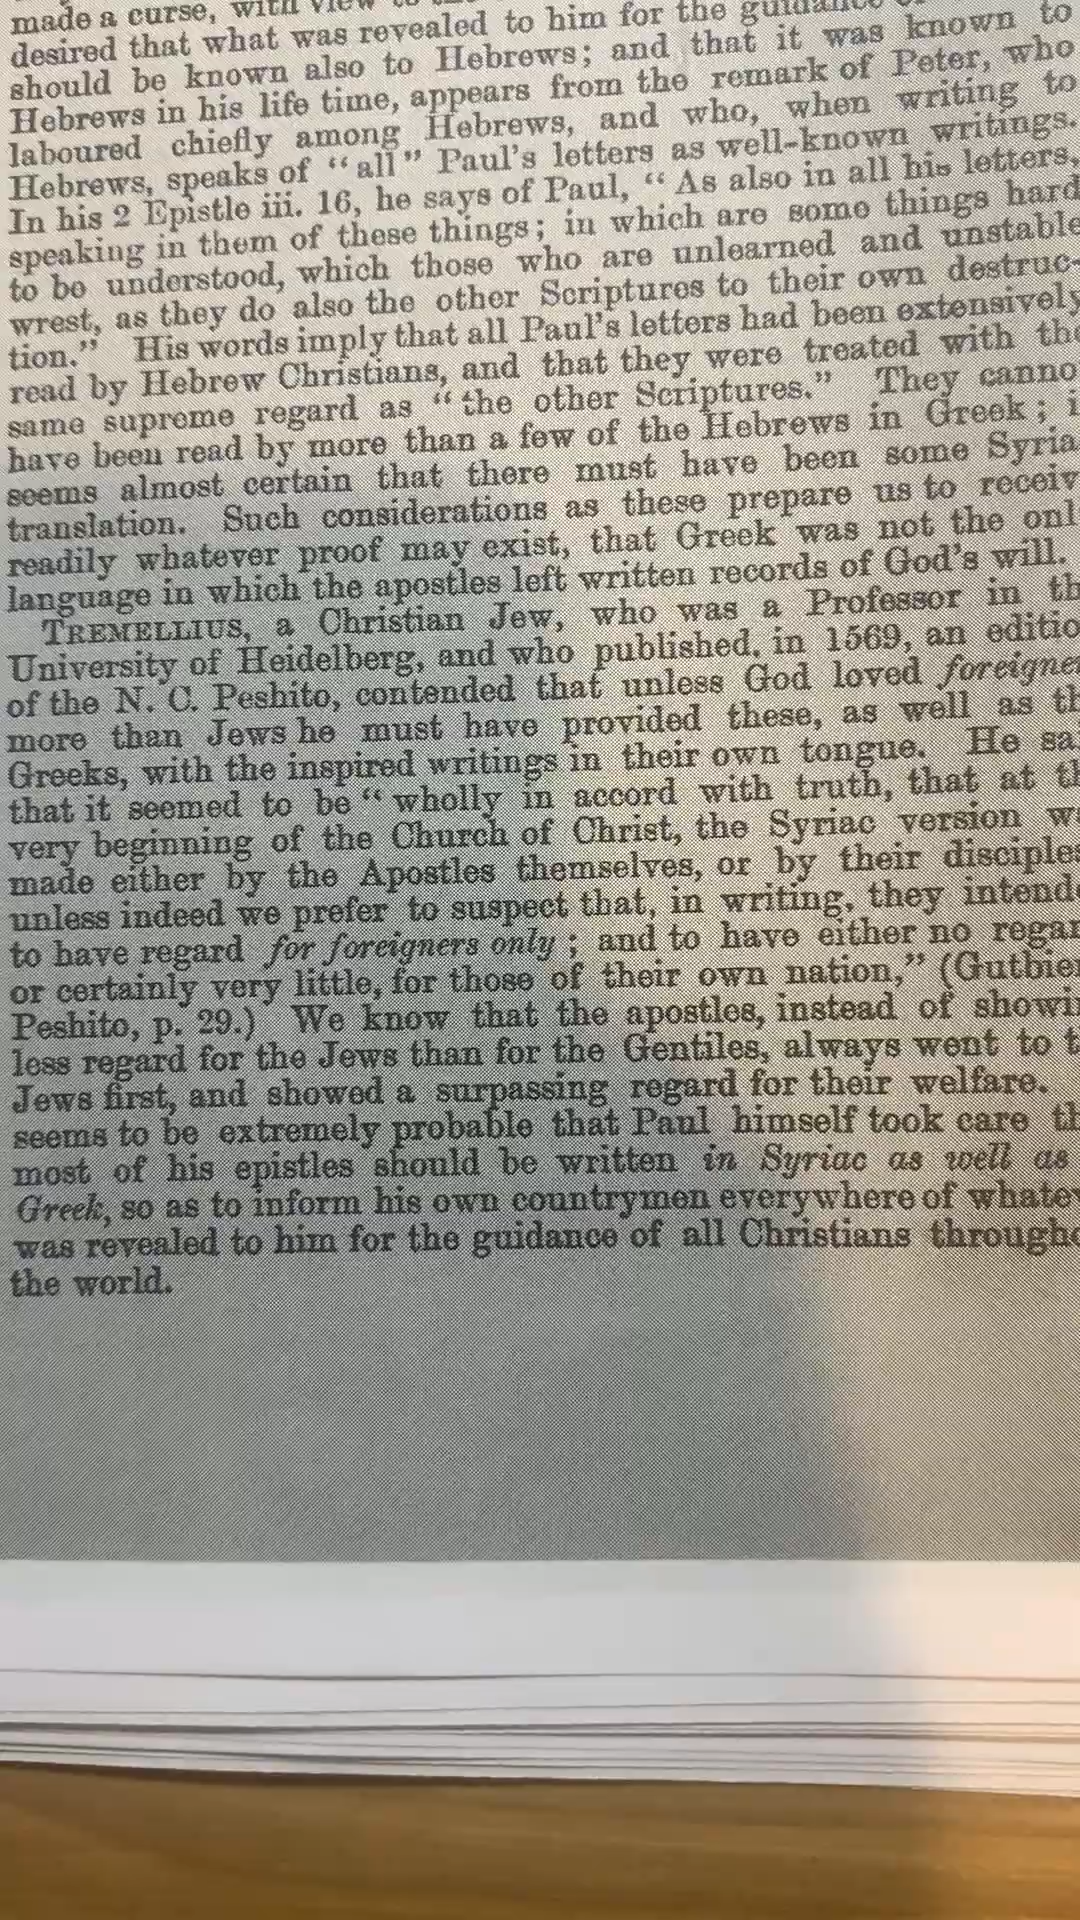 made a curse, with view to
desired that what was revealed to him for the guidance
should be known also to Hebrews; and that it was known to
Hebrews in his life time, appears from the remark of Peter, who
laboured chiefly among Hebrews, and who, when writing to
Hebrews, speaks of “all” Paul's letters as well-known writings.
In his 2 Epistle iii. 16, he says of Paul, “As also in all his letters,
speaking in them of these things; in which are some things hard
to be understood, which those who are unlearned and unstable
wrest, as they do also the other Scriptures to their own destruc-
tion.” His words imply that all Paul's letters had been extensively
read by Hebrew Christians, and that they were treated with the
same supreme regard as “the other Scriptures.” They canno
have been read by more than a few of the Hebrews in Greek; i
seems almost certain that there must have been some Syria
translation. Such considerations as these prepare us to receiv
readily whatever proof may exist, that Greek was not the onl
language in which the apostles left written records of God's will.
TREMELLIUS, a Christian Jew, who was a Professor in th
University of Heidelberg, and who published, in 1569, an editio
of the N. C. Peshito, contended that unless God loved foreigne
more than Jews he must have provided these, as well as th
Greeks, with the inspired writings in their own tongue. He sa
that it seemed to be “wholly in accord with truth, that at th
very beginning of the Church of Christ, the Syriac version w
made either by the Apostles themselves, or by their disciples
unless indeed we prefer to suspect that, in writing, they intend
to have regard for foreigners only; and to have either no regar
or certainly very little, for those of their own nation,” (Gutbier
Peshito, p. 29.) We know that the apostles, instead of showi
less regard for the Jews than for the Gentiles, always went to t
Jews first, and showed a surpassing regard for their welfare.
seems to be extremely probable that Paul himself took care th
most of his epistles should be written in Syriac as well as
Greek, so as to inform his own countrymen everywhere of whatev
was revealed to him for the guidance of all Christians througho
the world.